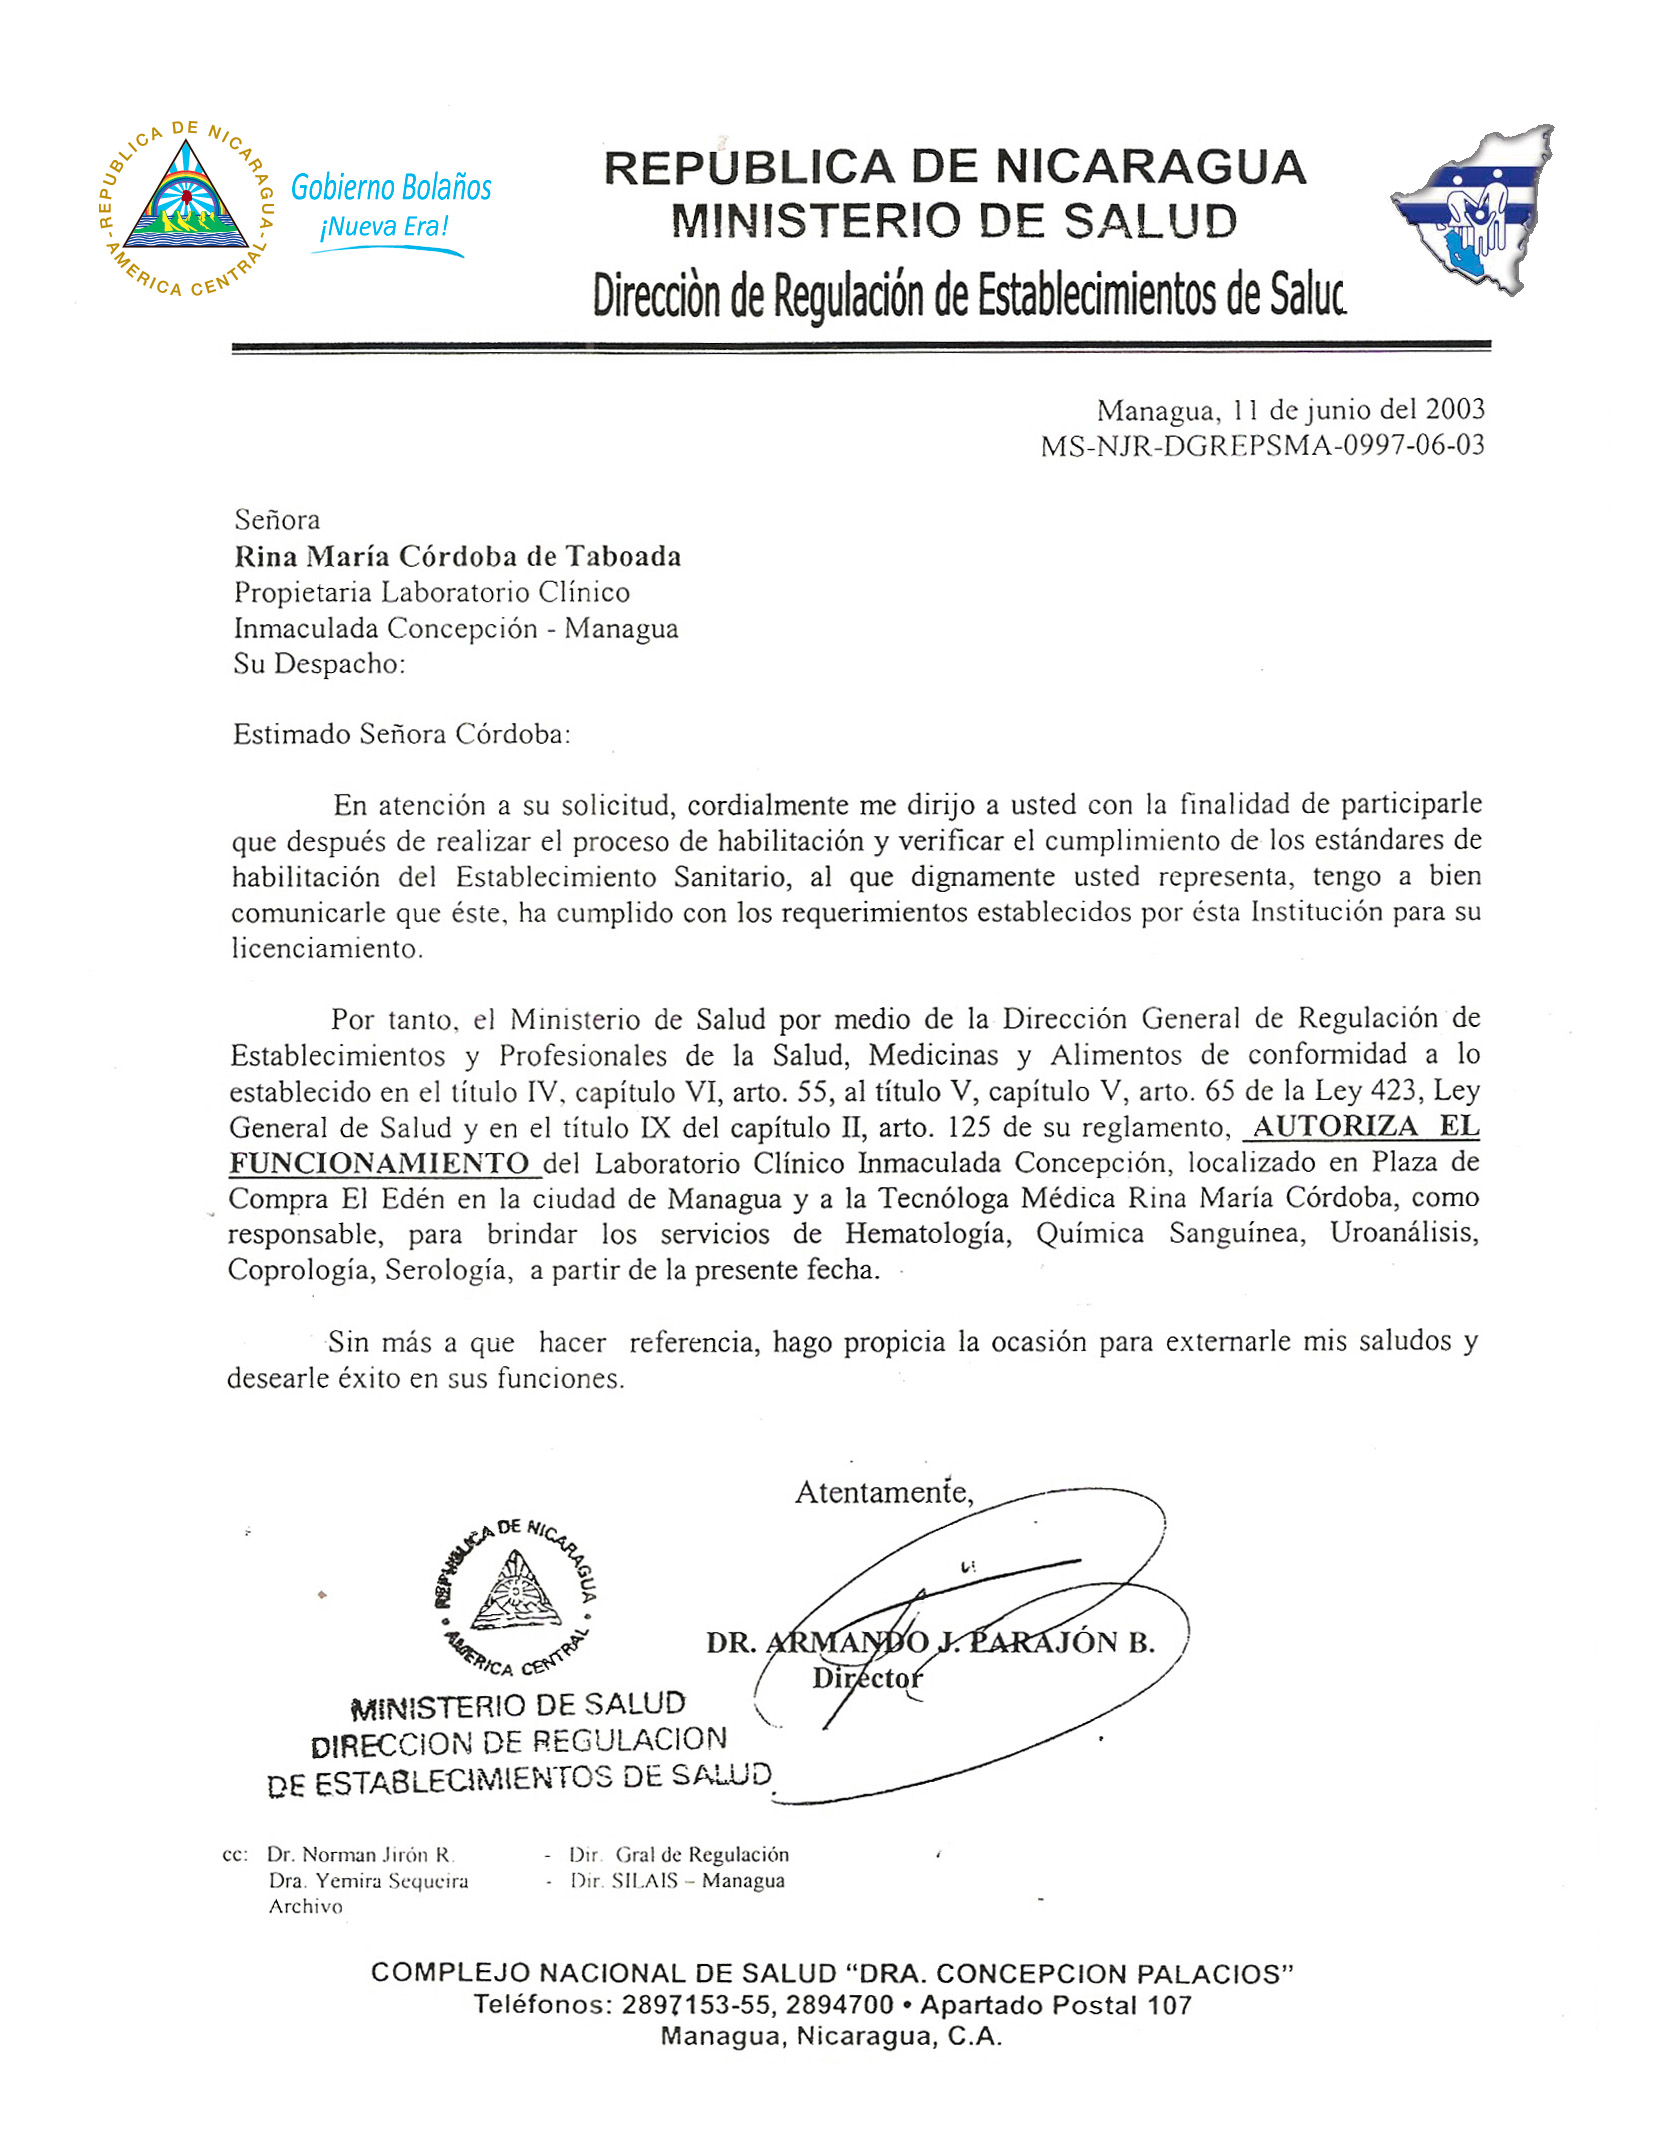 REPUBLICA DE NICARAGUA
AMERICA CENTRAL
Gobierno Bolaños
¡Nueva Era!
REPÚBLICA DE NICARAGUA
MINISTERIO DE SALUD
Direcciòn de Regulación de Establecimientos de Saluc
Managua, 11 de junio del 2003
MS-NJR-DGREPSMA-0997-06-03
Señora
Rina María Córdoba de Taboada
Propietaria Laboratorio Clínico
Inmaculada Concepción - Managua
Su Despacho:
Estimado Señora Córdoba:
En atención a su solicitud, cordialmente me dirijo a usted con la finalidad de participarle
que después de realizar el proceso de habilitación y verificar el cumplimiento de los estándares de
habilitación del Establecimiento Sanitario, al que dignamente usted representa, tengo a bien
comunicarle que éste, ha cumplido con los requerimientos establecidos por ésta Institución para su
licenciamiento.
Por tanto, el Ministerio de Salud por medio de la Dirección General de Regulación de
Establecimientos y Profesionales de la Salud, Medicinas y Alimentos de conformidad a lo
establecido en el título IV, capítulo VI, arto. 55, al título V, capítulo V, arto. 65 de la Ley 423, Ley
General de Salud y en el título IX del capítulo II, arto. 125 de su reglamento, AUTORIZA EL
FUNCIONAMIENTO del Laboratorio Clínico Inmaculada Concepción, localizado en Plaza de
Compra El Edén en la ciudad de Managua y a la Tecnóloga Médica Rina María Córdoba, como
responsable, para brindar los servicios de Hematología, Química Sanguínea, Uroanálisis,
Coprología, Serología, a partir de la presente fecha.
Sin más a que hacer referencia, hago propicia la ocasión para externarle mis saludos y
desearle éxito en sus funciones.
Atentamente,
REPUBLICA DE NICARAGUA
AMERICA CENTRAL
DR. ARMANDO J. PARAJÓN B.
Director
MINISTERIO DE SALUD
DIRECCION DE REGULACION
DE ESTABLECIMIENTOS DE SALUD
cc: Dr. Norman Jirón R. - Dir. Gral de Regulación
Dra. Yemira Sequeira - Dir. SILAIS – Managua
Archivo
COMPLEJO NACIONAL DE SALUD “DRA. CONCEPCION PALACIOS”
Teléfonos: 2897153-55, 2894700 • Apartado Postal 107
Managua, Nicaragua, C.A.